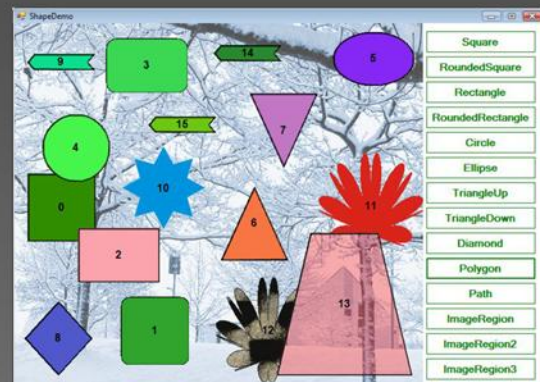 ShapeDemo
9
3
14
5
15
7
4
10
0
11
6
2
13
8
1
12
Square
RoundedSquare
Rectangle
RoundedRectangle
Circle
Ellipse
TriangleUp
TriangleDown
Diamond
Polygon
Path
ImageRegion
ImageRegion2
ImageRegion3